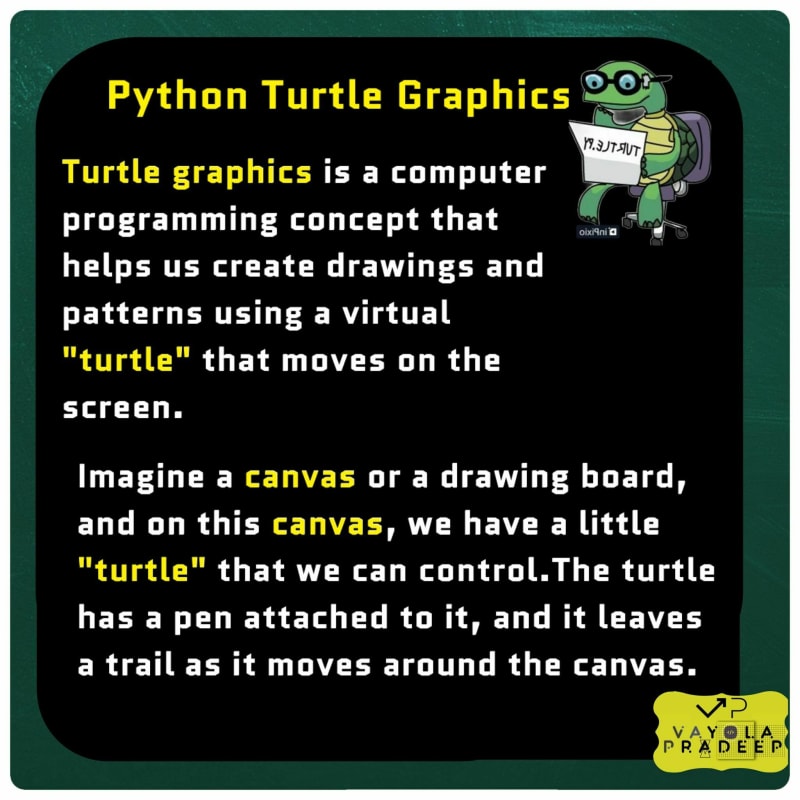 Python Turtle Graphics
TURTLE.PY
inPixio
Turtle graphics is a computer
programming concept that
helps us create drawings and
patterns using a virtual
"turtle" that moves on the
screen.
Imagine a canvas or a drawing board,
and on this canvas, we have a little
"turtle" that we can control.The turtle
has a pen attached to it, and it leaves
a trail as it moves around the canvas.
VP
VAYOLA
PRADEEP